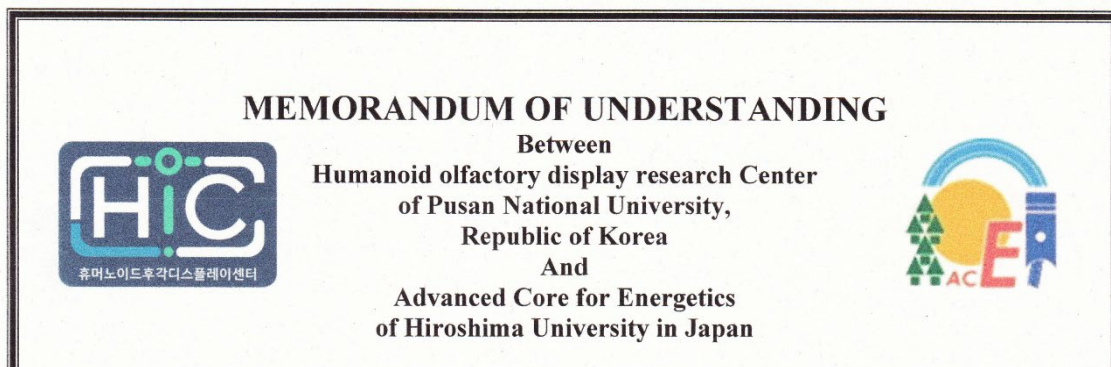 MEMORANDUM OF UNDERSTANDING
Between
Humanoid olfactory display research Center
of Pusan National University,
Republic of Korea
And
Advanced Core for Energetics
of Hiroshima University in Japan
HiC
휴머노이드후각디스플레이센터
ACE